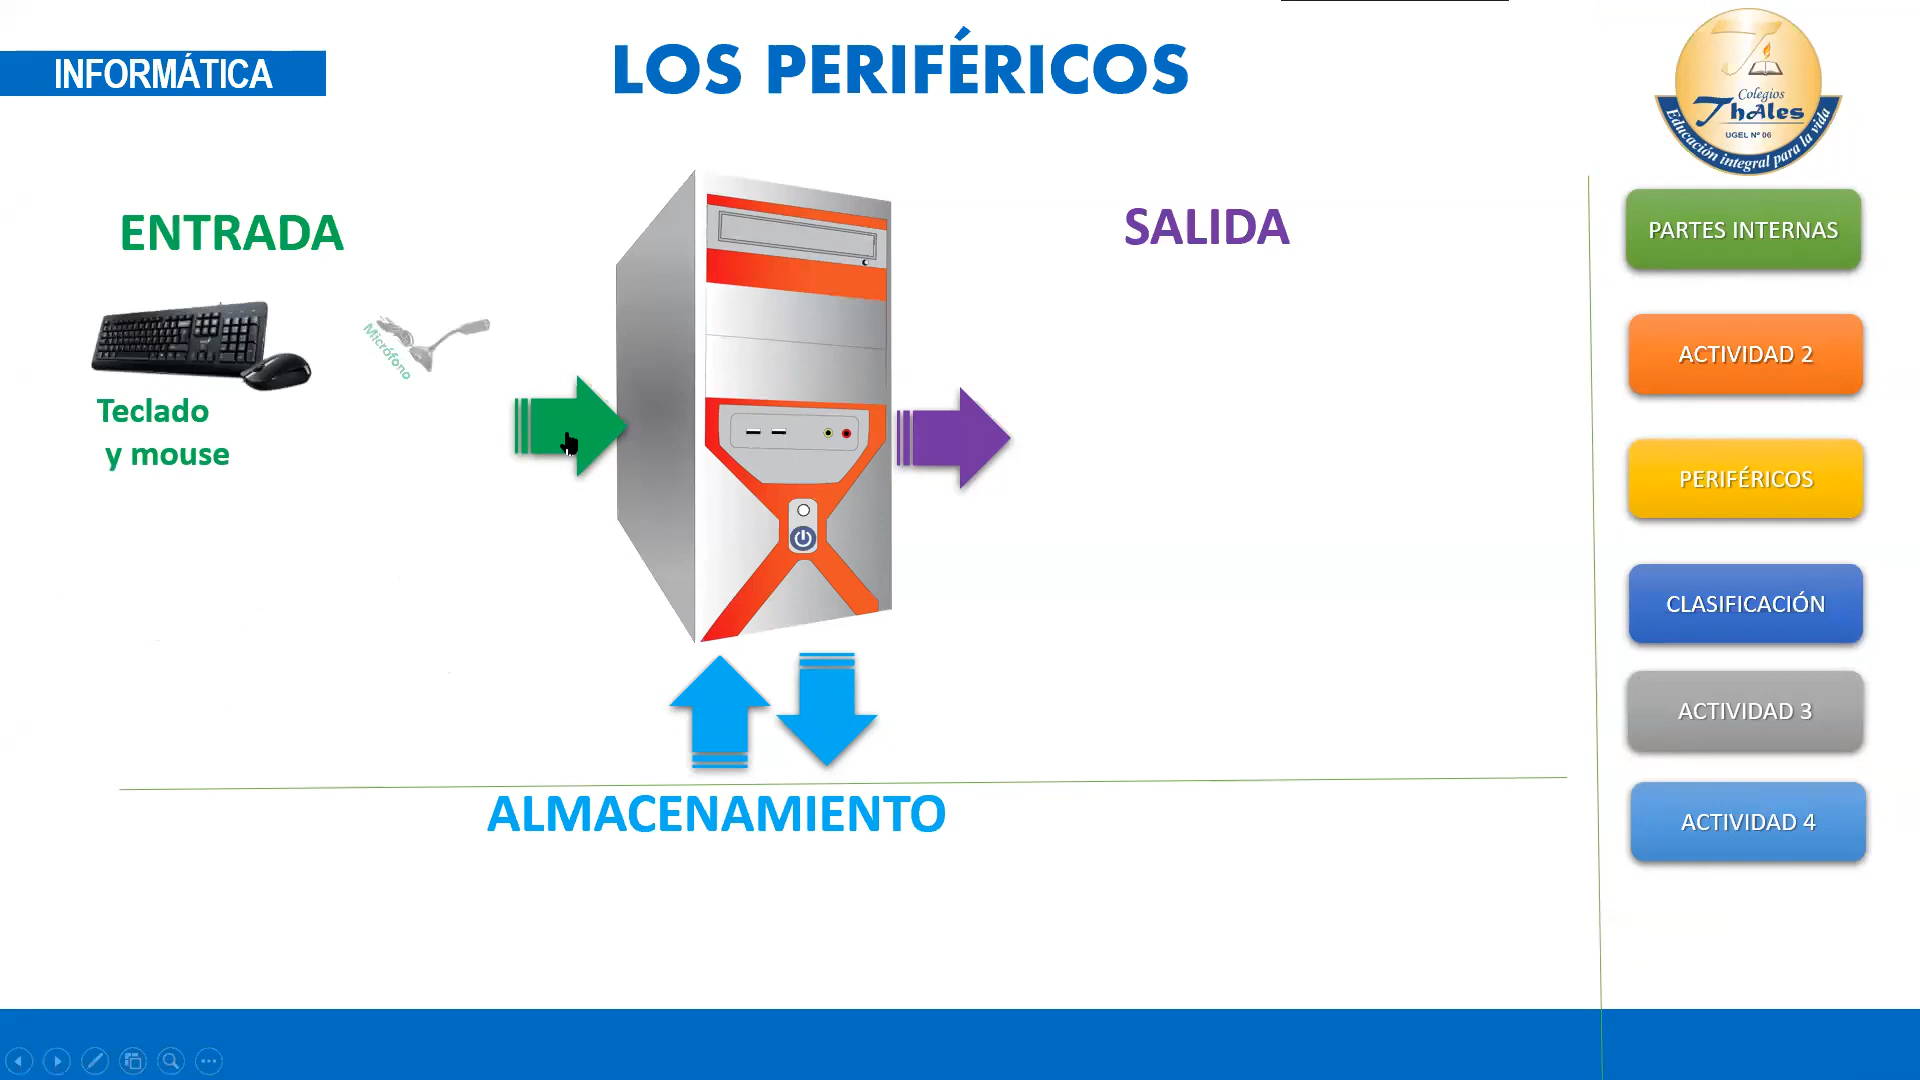 INFORMÁTICA
LOS PERIFÉRICOS
Colegios
ThAles
UGEL Nº 06
Educación integral para la vida
ENTRADA
SALIDA
Micrófono
Teclado
y mouse
ALMACENAMIENTO
PARTES INTERNAS
ACTIVIDAD 2
PERIFÉRICOS
CLASIFICACIÓN
ACTIVIDAD 3
ACTIVIDAD 4